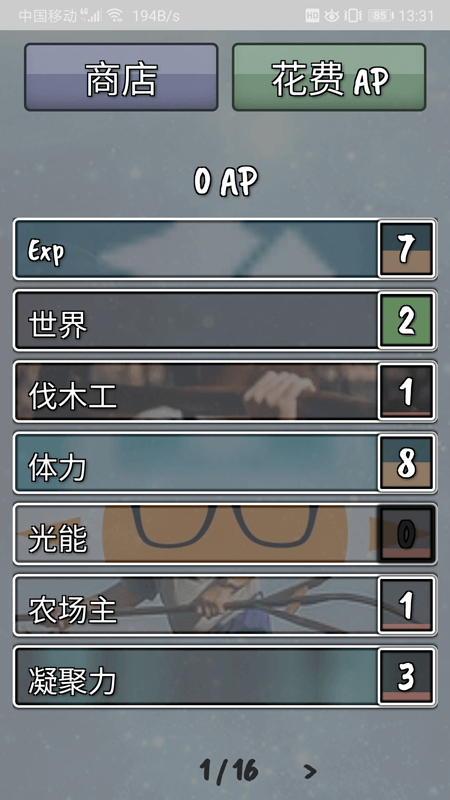 中国移动 4G 194B/s HD 85 13:31
商店 花费 AP
0 AP
Exp 7
世界 2
伐木工 1
体力 8
光能 0
农场主 1
凝聚力 3
1/16 >